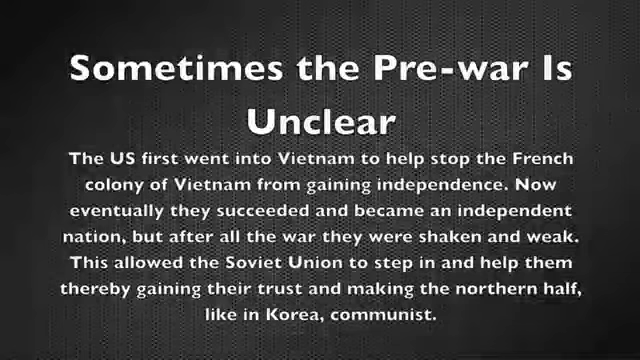 Sometimes the Pre-war Is
Unclear
The US first went into Vietnam to help stop the French
colony of Vietnam from gaining independence. Now
eventually they succeeded and became an independent
nation, but after all the war they were shaken and weak.
This allowed the Soviet Union to step in and help them
thereby gaining their trust and making the northern half,
like in Korea, communist.